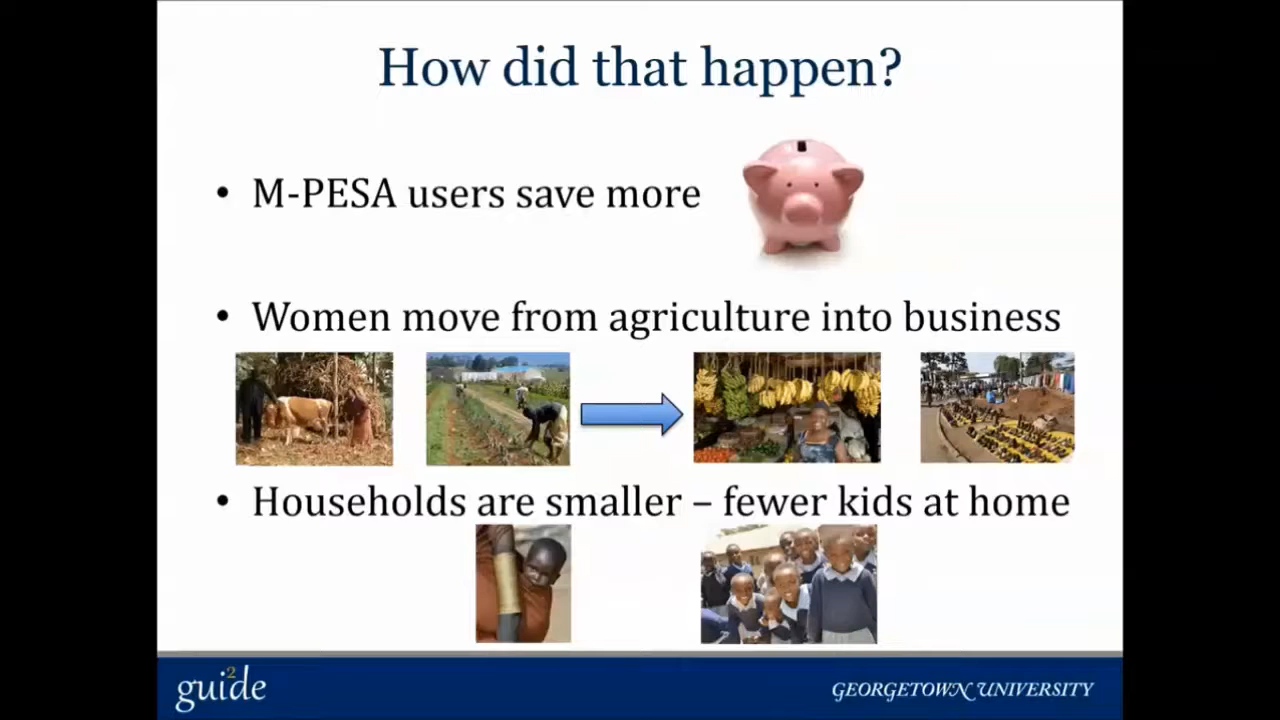 How did that happen?
• M-PESA users save more
• Women move from agriculture into business
• Households are smaller – fewer kids at home
gui²de
GEORGETOWN UNIVERSITY